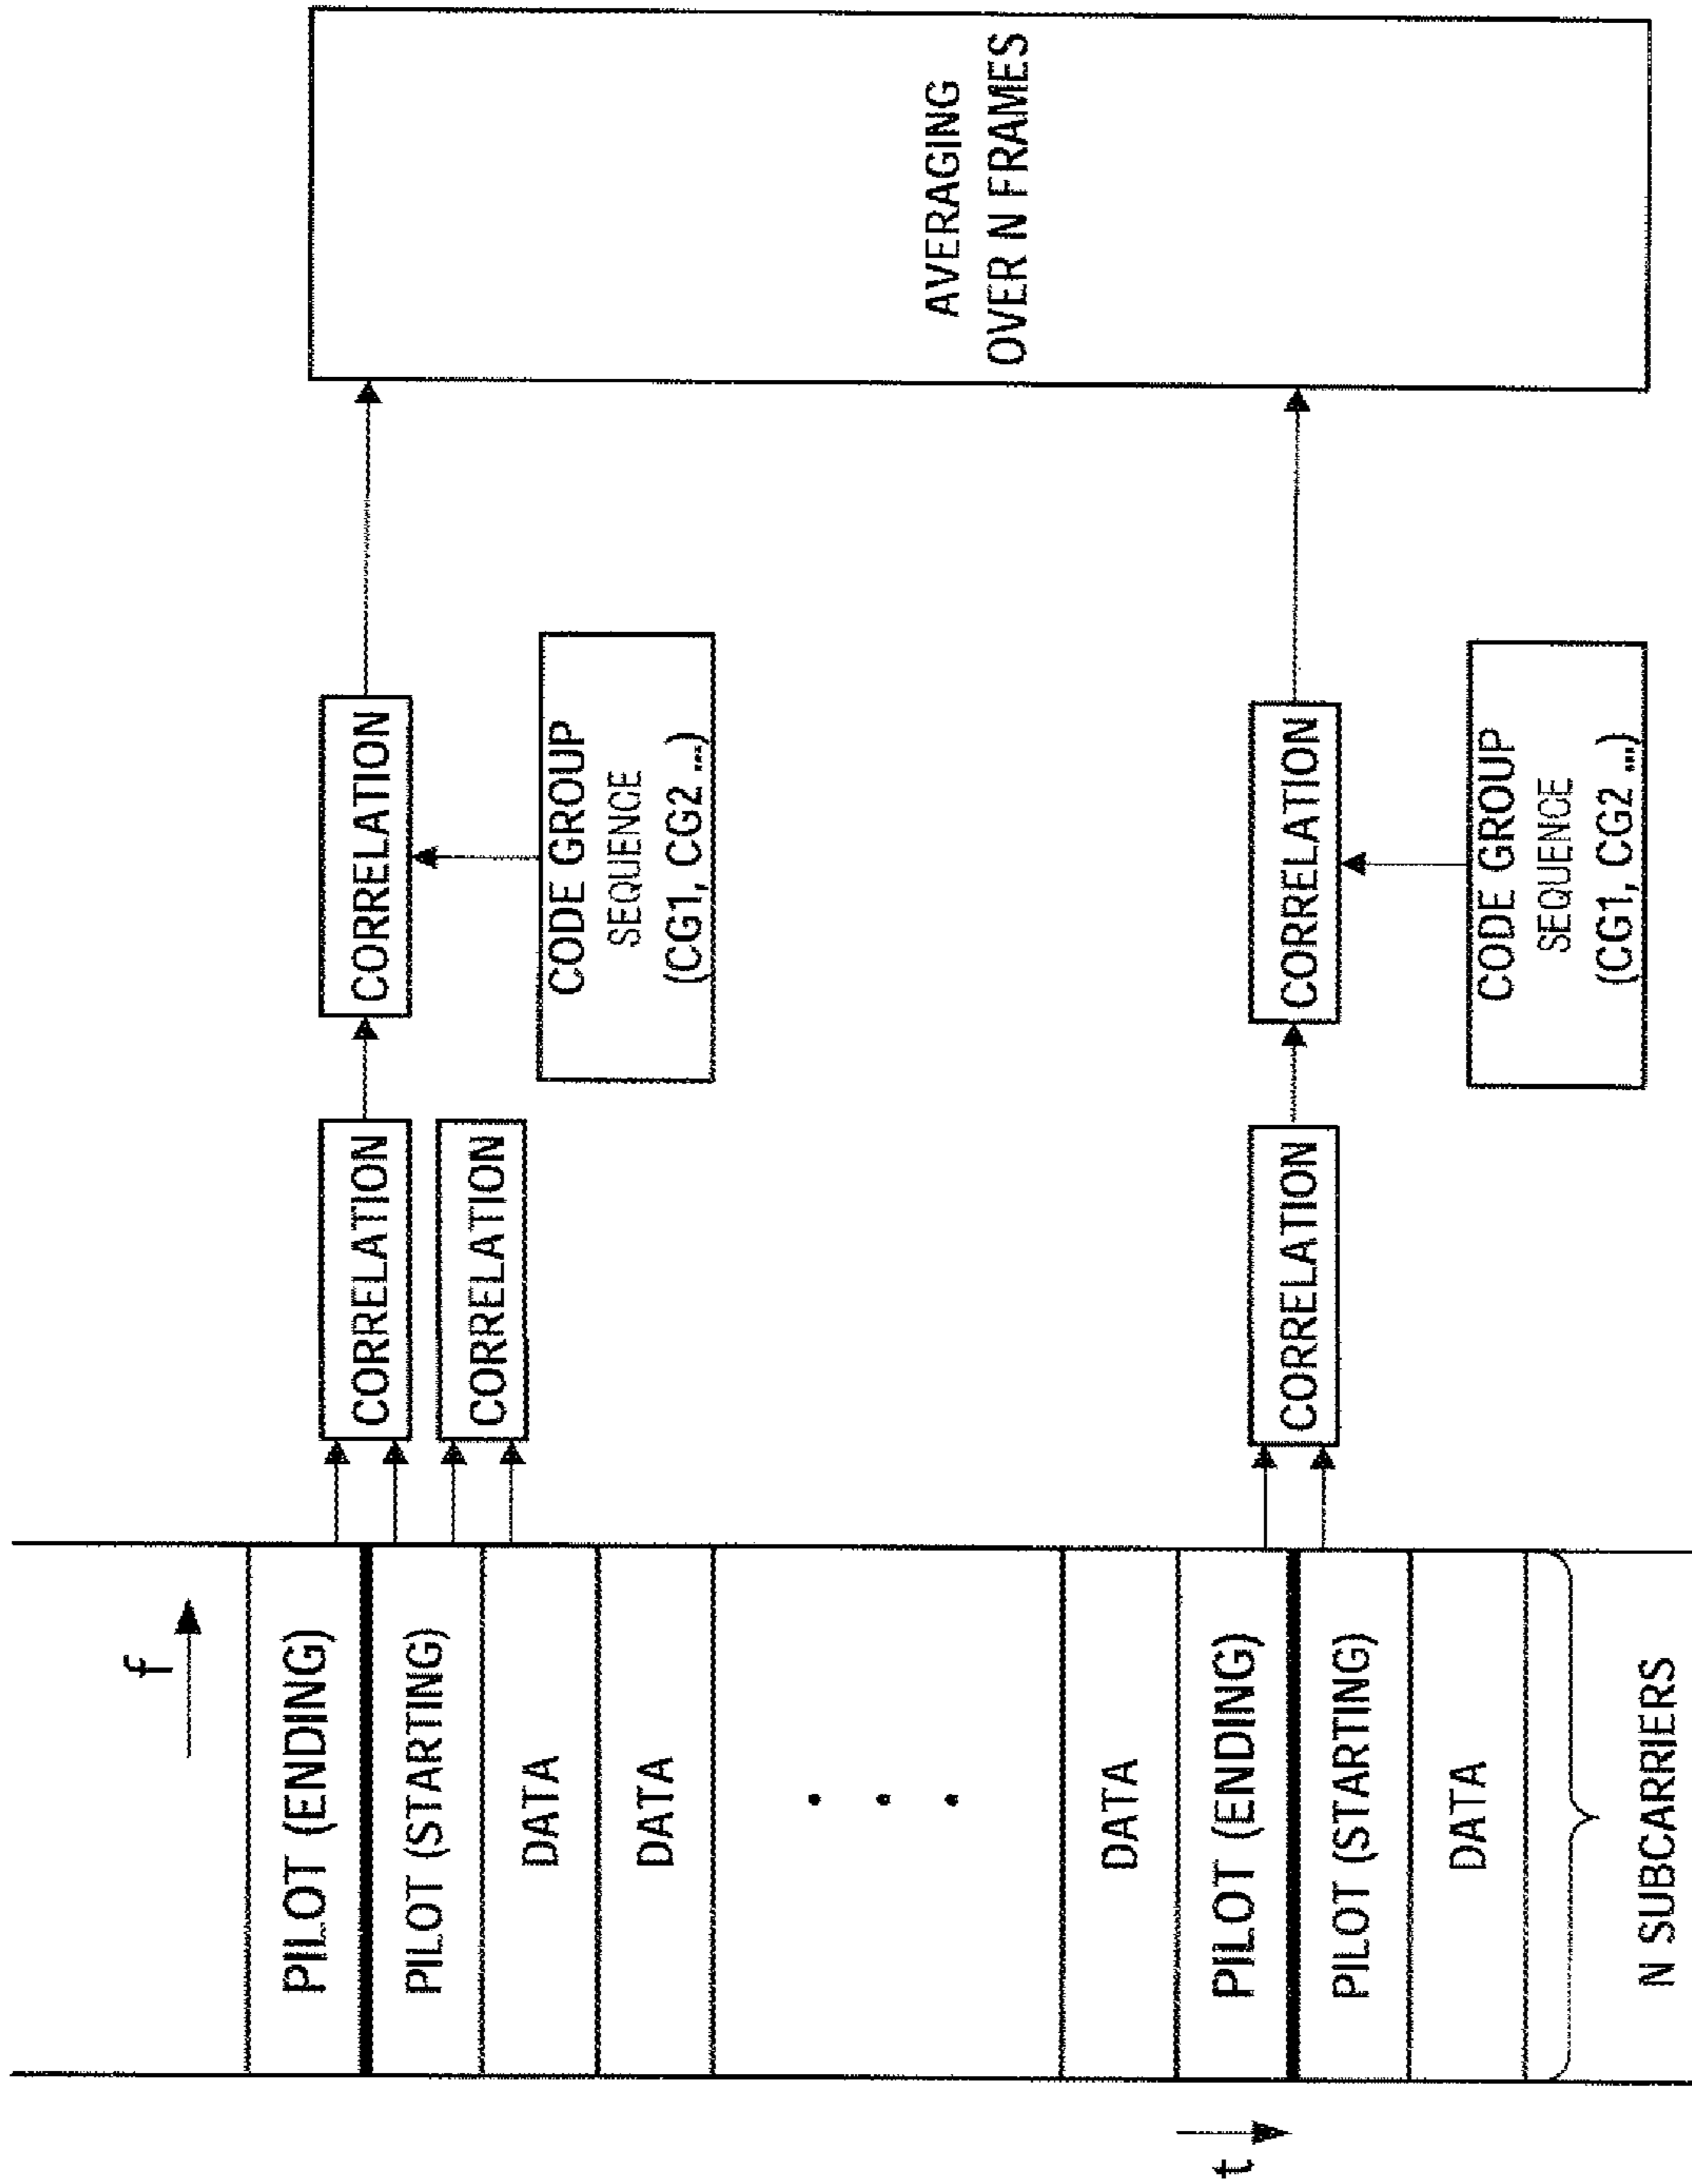 f
PILOT (ENDING)
PILOT (STARTING)
DATA
DATA
. . .
DATA
PILOT (ENDING)
PILOT (STARTING)
DATA
N SUBCARRIERS
t
CORRELATION
CORRELATION
CORRELATION
CORRELATION
CODE GROUP
SEQUENCE
(CG1, CG2 ...)
CORRELATION
CODE GROUP
SEQUENCE
(CG1, CG2 ...)
AVERAGING
OVER N FRAMES